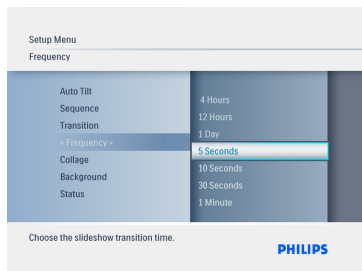 Setup Menu
Frequency
Auto Tilt
Sequence
Transition
< Frequency >
Collage
Background
Status
4 Hours
12 Hours
1 Day
5 Seconds
10 Seconds
30 Seconds
1 Minute
Choose the slideshow transition time.
PHILIPS